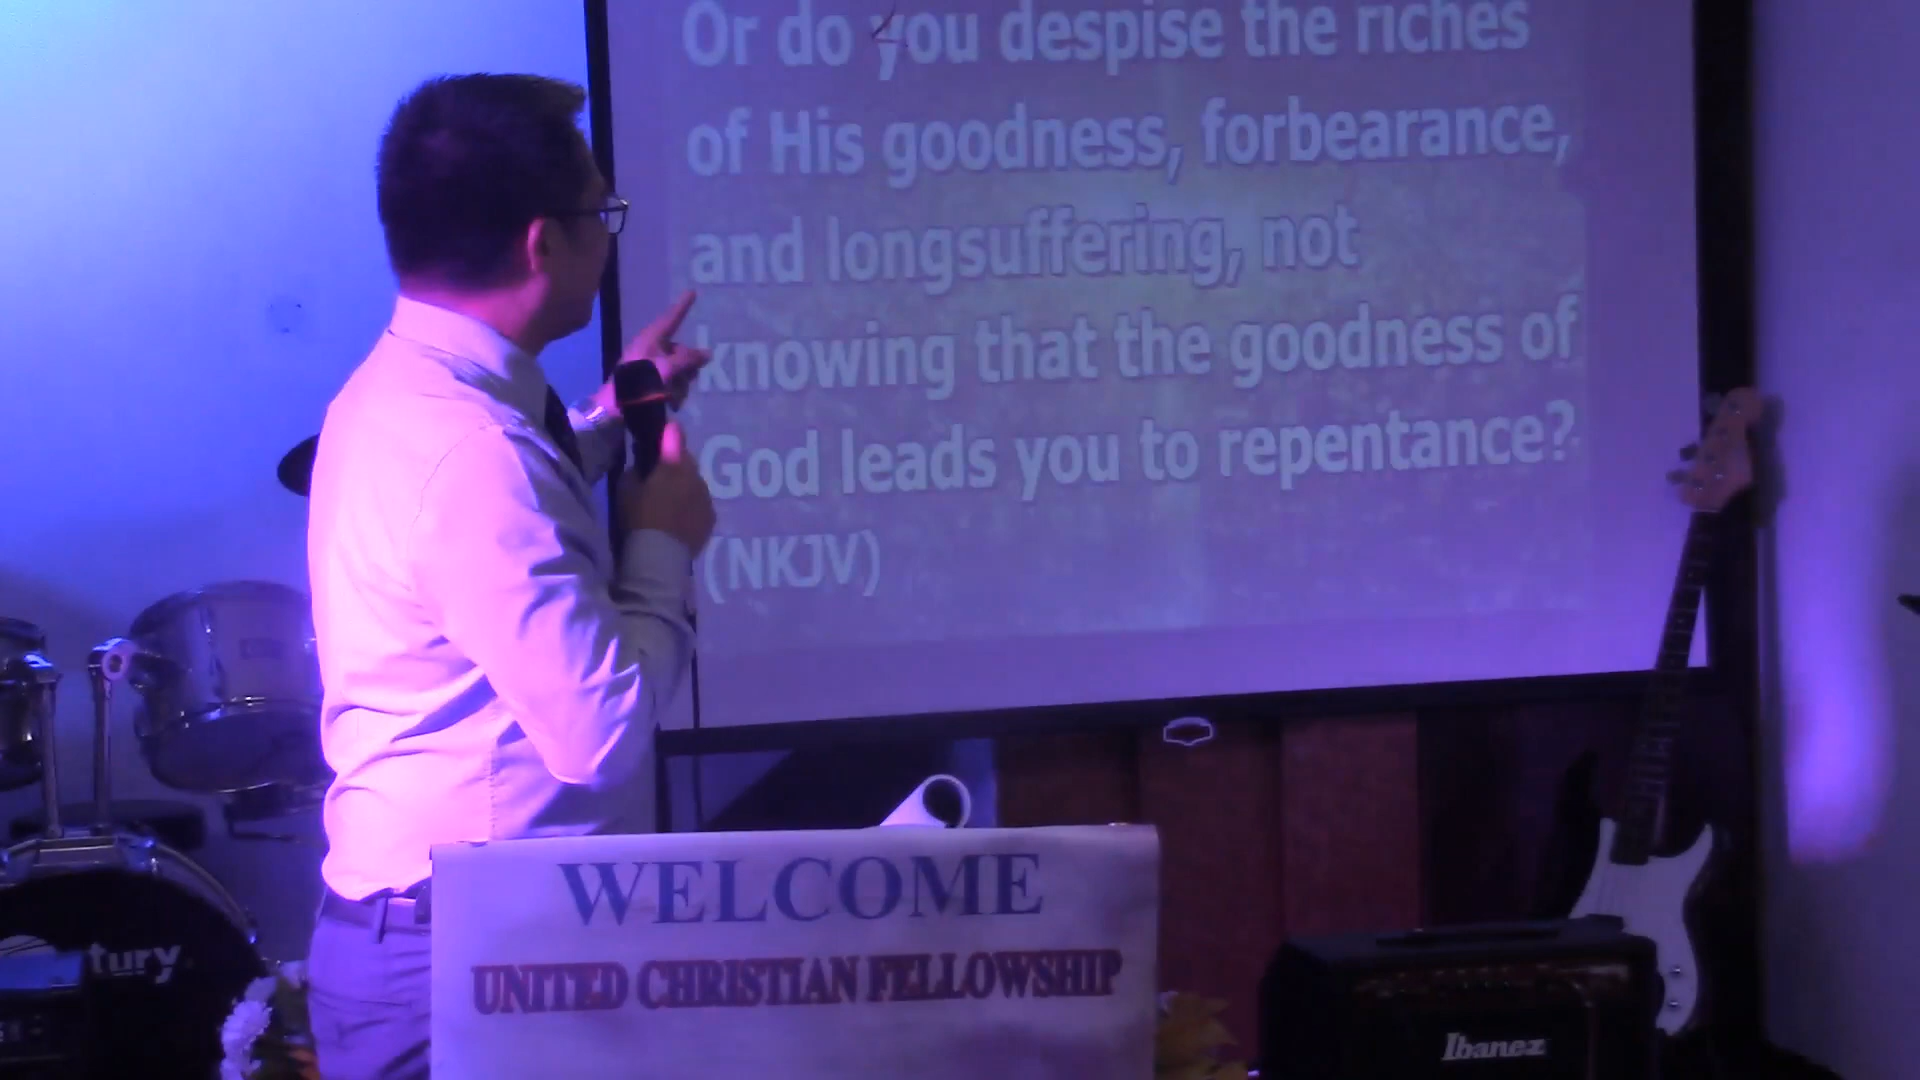 Or do you despise the riches
of His goodness, forbearance,
and longsuffering, not
knowing that the goodness of
God leads you to repentance?
(NKJV)
WELCOME
UNITED CHRISTIAN FELLOWSHIP
tury
Ibanez